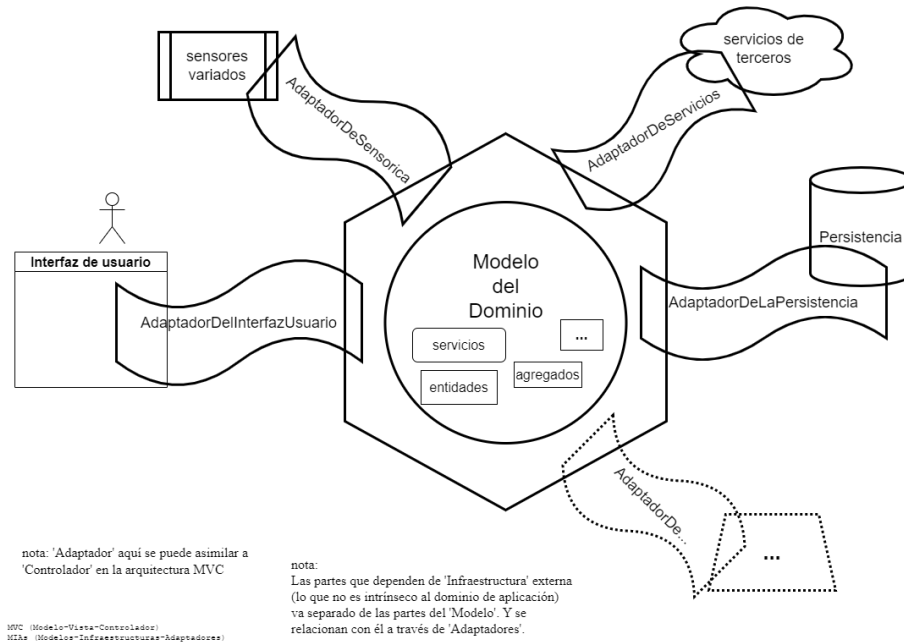 sensores
variados
servicios de
terceros
AdaptadorDeSensorica
AdaptadorDeServicios
Interfaz de usuario
Persistencia
AdaptadorDelInterfazUsuario
AdaptadorDeLaPersistencia
Modelo
del
Dominio
servicios
...
entidades
agregados
AdaptadorDe...
...
nota: 'Adaptador' aquí se puede asimilar a
'Controlador' en la arquitectura MVC
nota:
Las partes que dependen de 'Infraestructura' externa
(lo que no es intrínseco al dominio de aplicación)
va separado de las partes del 'Modelo'. Y se
relacionan con él a través de 'Adaptadores'.
MVC (Modelo-Vista-Controlador)
MIAs (Modelos-Infraestructuras-Adaptadores)